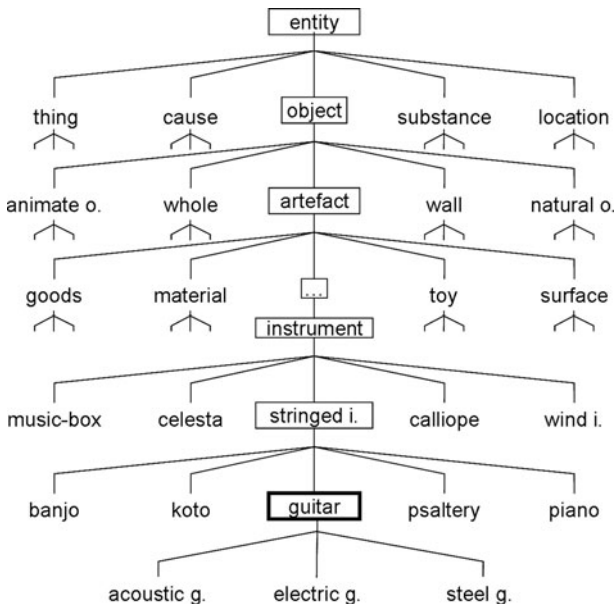 entity
thing cause object substance location
animate o. whole artefact wall natural o.
goods material ... toy surface
instrument
music-box celesta stringed i. calliope wind i.
banjo koto guitar psaltery piano
acoustic g. electric g. steel g.